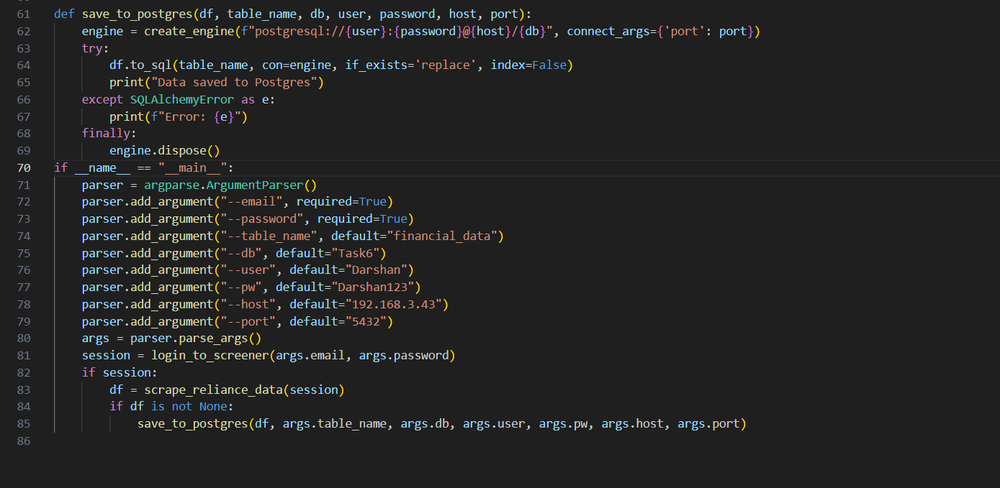 61 def save_to_postgres(df, table_name, db, user, password, host, port):
62     engine = create_engine(f"postgresql://{user}:{password}@{host}/{db}", connect_args={'port': port})
63     try:
64         df.to_sql(table_name, con=engine, if_exists='replace', index=False)
65         print("Data saved to Postgres")
66     except SQLAlchemyError as e:
67         print(f"Error: {e}")
68     finally:
69         engine.dispose()
70 if __name__ == "__main__":
71     parser = argparse.ArgumentParser()
72     parser.add_argument("--email", required=True)
73     parser.add_argument("--password", required=True)
74     parser.add_argument("--table_name", default="financial_data")
75     parser.add_argument("--db", default="Task6")
76     parser.add_argument("--user", default="Darshan")
77     parser.add_argument("--pw", default="Darshan123")
78     parser.add_argument("--host", default="192.168.3.43")
79     parser.add_argument("--port", default="5432")
80     args = parser.parse_args()
81     session = login_to_screener(args.email, args.password)
82     if session:
83         df = scrape_reliance_data(session)
84         if df is not None:
85             save_to_postgres(df, args.table_name, args.db, args.user, args.pw, args.host, args.port)
86